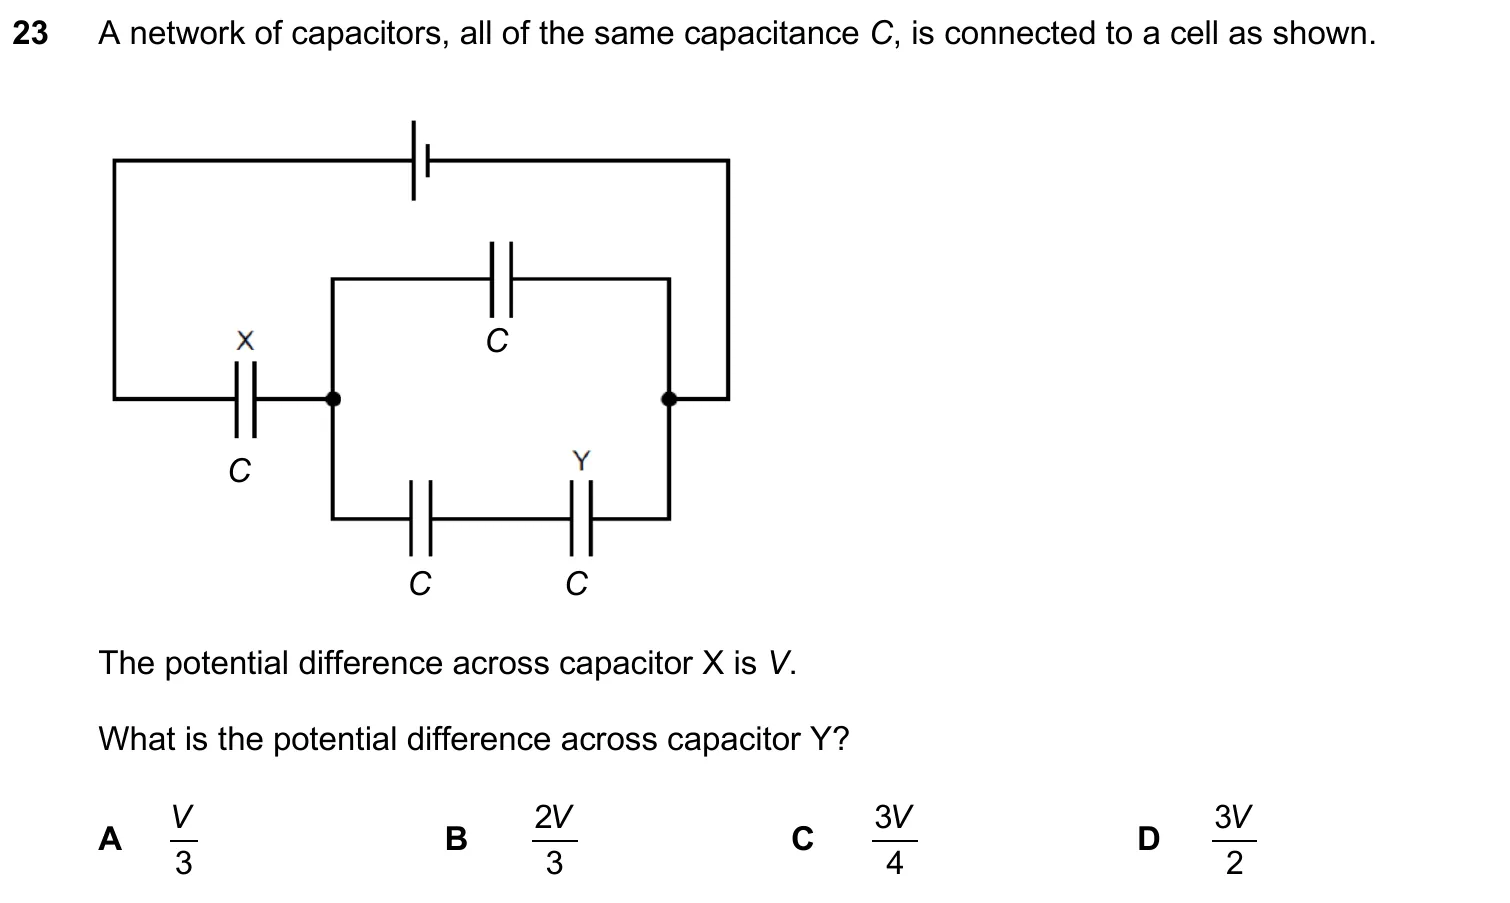 23 A network of capacitors, all of the same capacitance C, is connected to a cell as shown.
C
X
C
Y
C C
The potential difference across capacitor X is V.
What is the potential difference across capacitor Y?
A V/3 B 2V/3 C 3V/4 D 3V/2